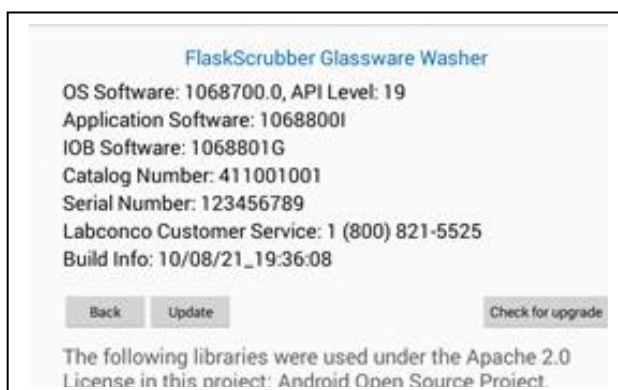 FlaskScrubber Glassware Washer
OS Software: 1068700.0, API Level: 19
Application Software: 1068800I
IOB Software: 1068801G
Catalog Number: 411001001
Serial Number: 123456789
Labconco Customer Service: 1 (800) 821-5525
Build Info: 10/08/21_19:36:08
Back Update Check for upgrade
The following libraries were used under the Apache 2.0
License in this project: Android Open Source Project,